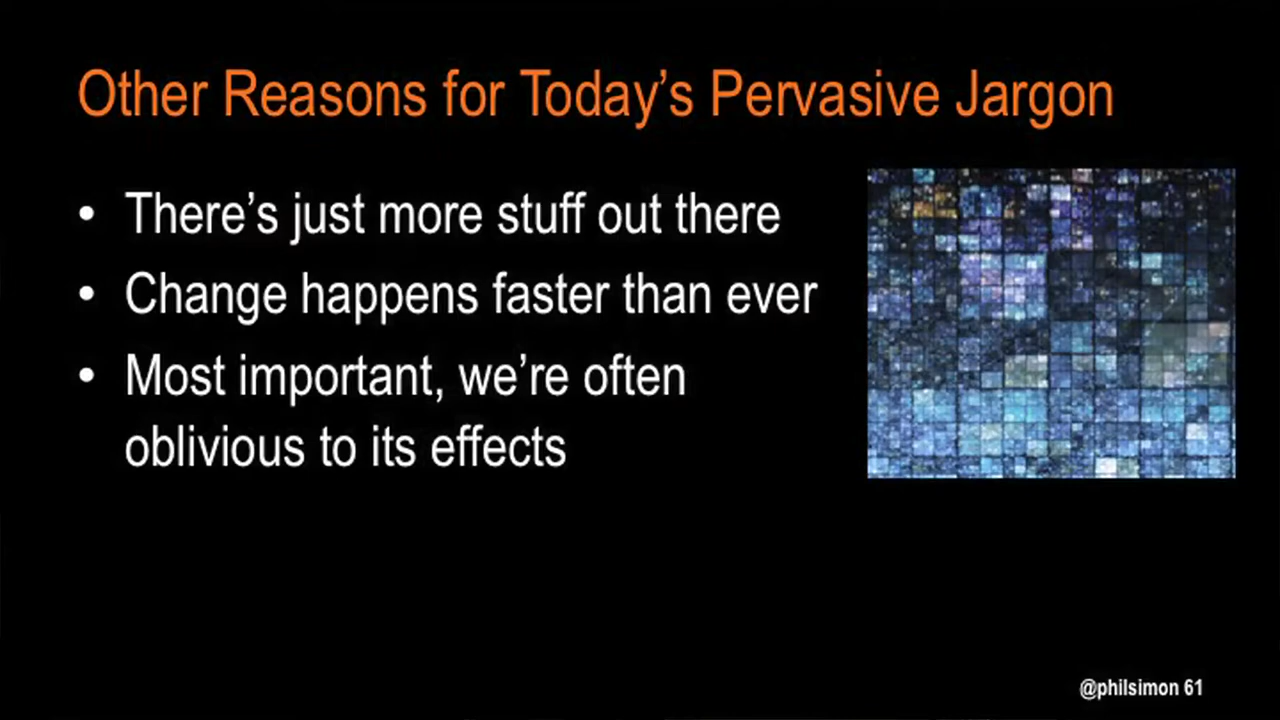 Other Reasons for Today’s Pervasive Jargon
• There’s just more stuff out there
• Change happens faster than ever
• Most important, we’re often
oblivious to its effects
@philsimon 61